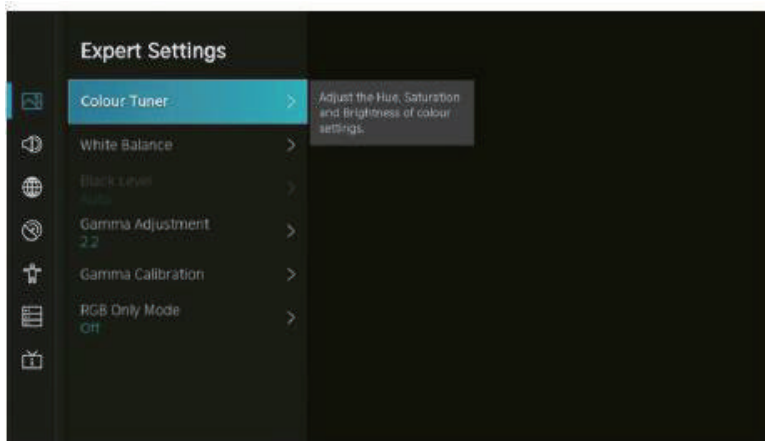 Expert Settings
Colour Tuner
Adjust the Hue, Saturation
and Brightness of colour
settings.
White Balance
Black Level
Auto
Gamma Adjustment
2.2
Gamma Calibration
RGB Only Mode
Off